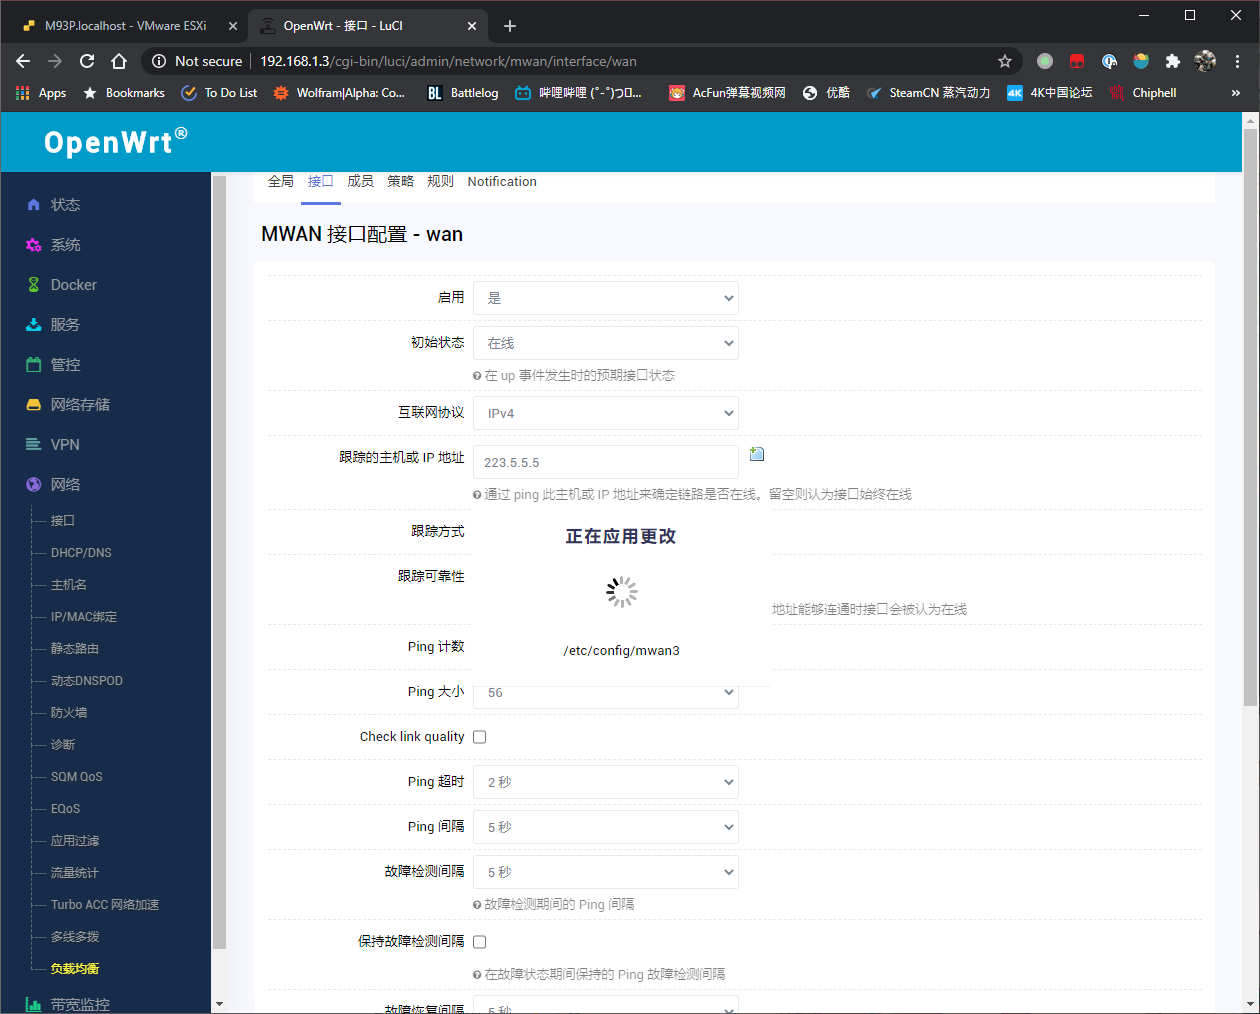 M93P.localhost - VMware ESXi
OpenWrt - 接口 - LuCI
Not secure
192.168.1.3/cgi-bin/luci/admin/network/mwan/interface/wan
Apps
Bookmarks
To Do List
Wolfram|Alpha: Co...
BL Battlelog
哔哩哔哩 (゜-゜)つロ...
AcFun弹幕视频网
优酷
SteamCN 蒸汽动力
4K 4K中国论坛
Chiphell
OpenWrt®
全局 接口 成员 策略 规则 Notification
状态
系统
Docker
服务
管控
网络存储
VPN
网络
接口
DHCP/DNS
主机名
IP/MAC绑定
静态路由
动态DNSPOD
防火墙
诊断
SQM QoS
EQoS
应用过滤
流量统计
Turbo ACC 网络加速
多线多拨
负载均衡
带宽监控
MWAN 接口配置 - wan
启用 是
初始状态 在线
在 up 事件发生时的预期接口状态
互联网协议 IPv4
跟踪的主机或 IP 地址 223.5.5.5
通过 ping 此主机或 IP 地址来确定链路是否在线。留空则认为接口始终在线
跟踪方式
正在应用更改
跟踪可靠性
地址能够连通时接口会被认为在线
Ping 计数
/etc/config/mwan3
Ping 大小 56
Check link quality
Ping 超时 2 秒
Ping 间隔 5 秒
故障检测间隔 5 秒
故障检测期间的 Ping 间隔
保持故障检测间隔
在故障状态期间保持的 Ping 故障检测间隔
故障恢复间隔 5 秒